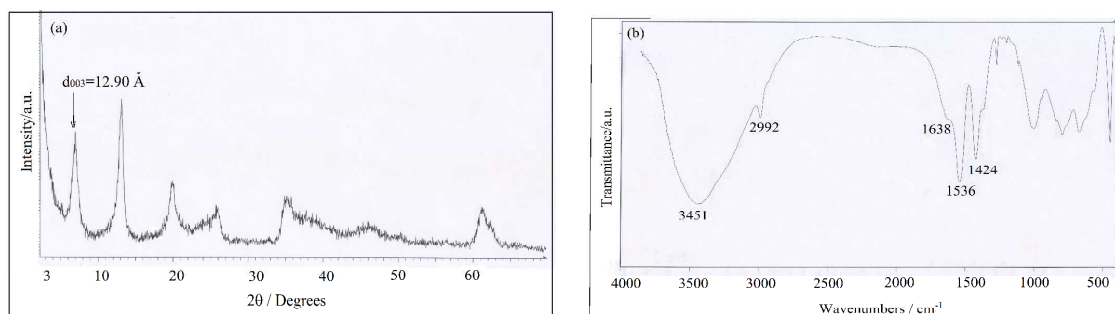 (a)
d003=12.90 Å
Intensity/a.u.
3 10 20 30 40 50 60
2θ / Degrees
(b)
2992
1638
1424
1536
3451
Transmittance/a.u.
4000 3500 3000 2500 2000 1500 1000 500
Wavenumbers / cm-1